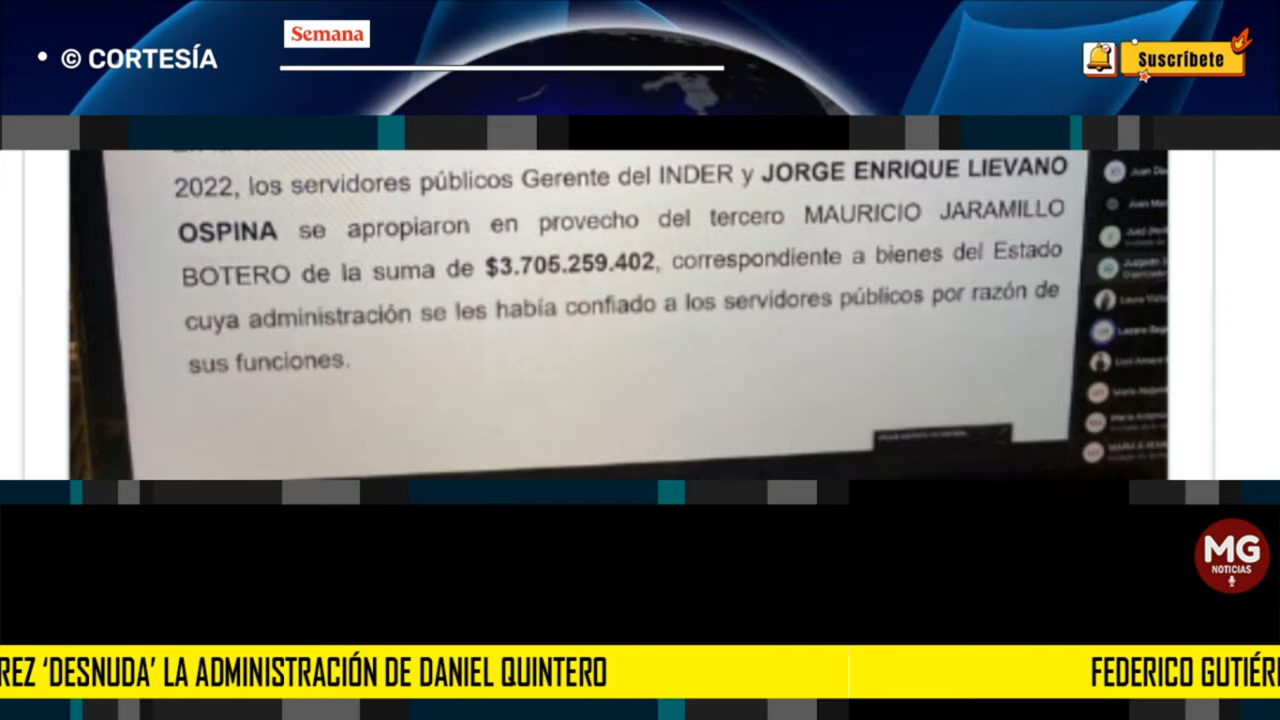 © CORTESÍA
Semana
Suscríbete
2022, los servidores públicos Gerente del INDER y JORGE ENRIQUE LIEVANO
OSPINA se apropiaron en provecho del tercero MAURICIO JARAMILLO
BOTERO de la suma de $3.705.259.402, correspondiente a bienes del Estado
cuya administración se les había confiado a los servidores públicos por razón de
sus funciones.
MG
NOTICIAS
REZ ‘DESNUDA’ LA ADMINISTRACIÓN DE DANIEL QUINTERO
FEDERICO GUTIÉR